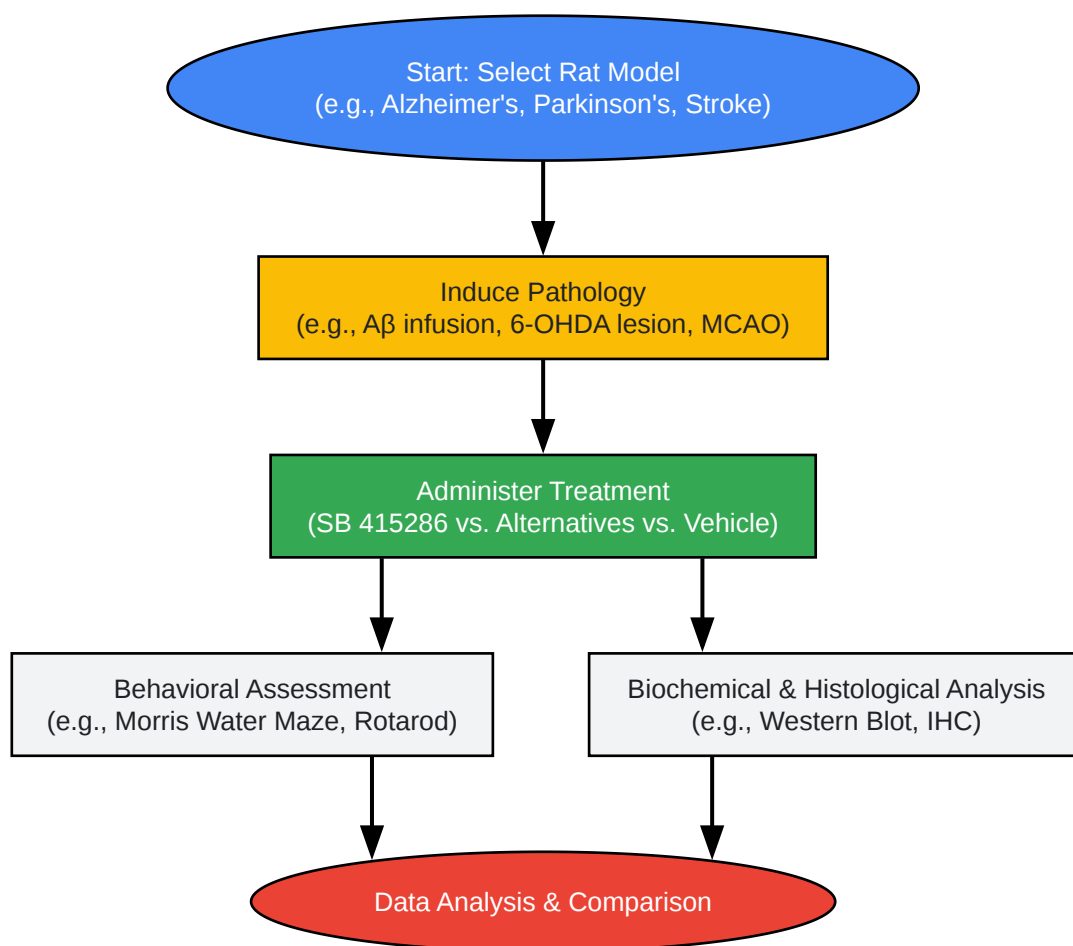 Start: Select Rat Model
(e.g., Alzheimer's, Parkinson's, Stroke)
Induce Pathology
(e.g., Aβ infusion, 6-OHDA lesion, MCAO)
Administer Treatment
(SB 415286 vs. Alternatives vs. Vehicle)
Behavioral Assessment
(e.g., Morris Water Maze, Rotarod)
Biochemical & Histological Analysis
(e.g., Western Blot, IHC)
Data Analysis & Comparison